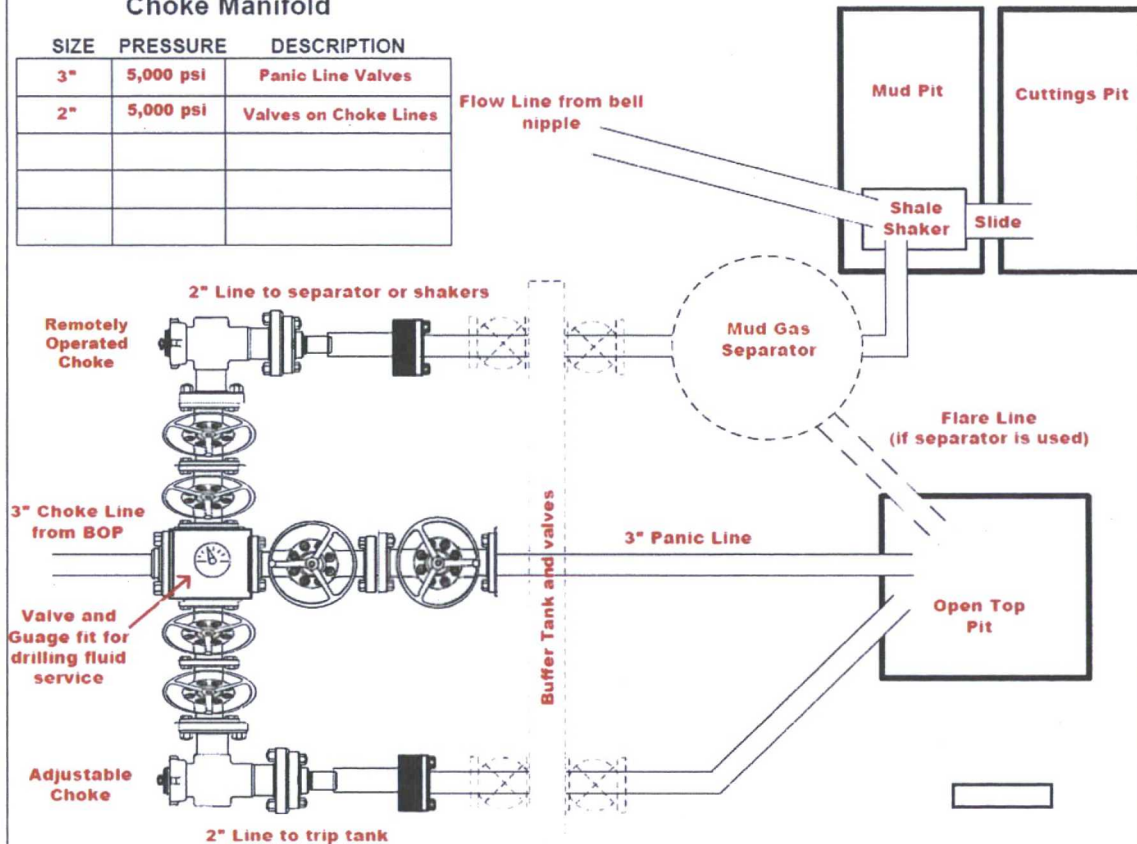 Choke Manifold
SIZE PRESSURE DESCRIPTION
3" 5,000 psi Panic Line Valves
2" 5,000 psi Valves on Choke Lines
Flow Line from bell
nipple
Mud Pit
Cuttings Pit
Shale
Shaker
Slide
2" Line to separator or shakers
Remotely
Operated
Choke
Mud Gas
Separator
Flare Line
(if separator is used)
3" Choke Line
from BOP
3" Panic Line
Buffer Tank and valves
Open Top
Pit
Valve and
Guage fit for
drilling fluid
service
Adjustable
Choke
2" Line to trip tank